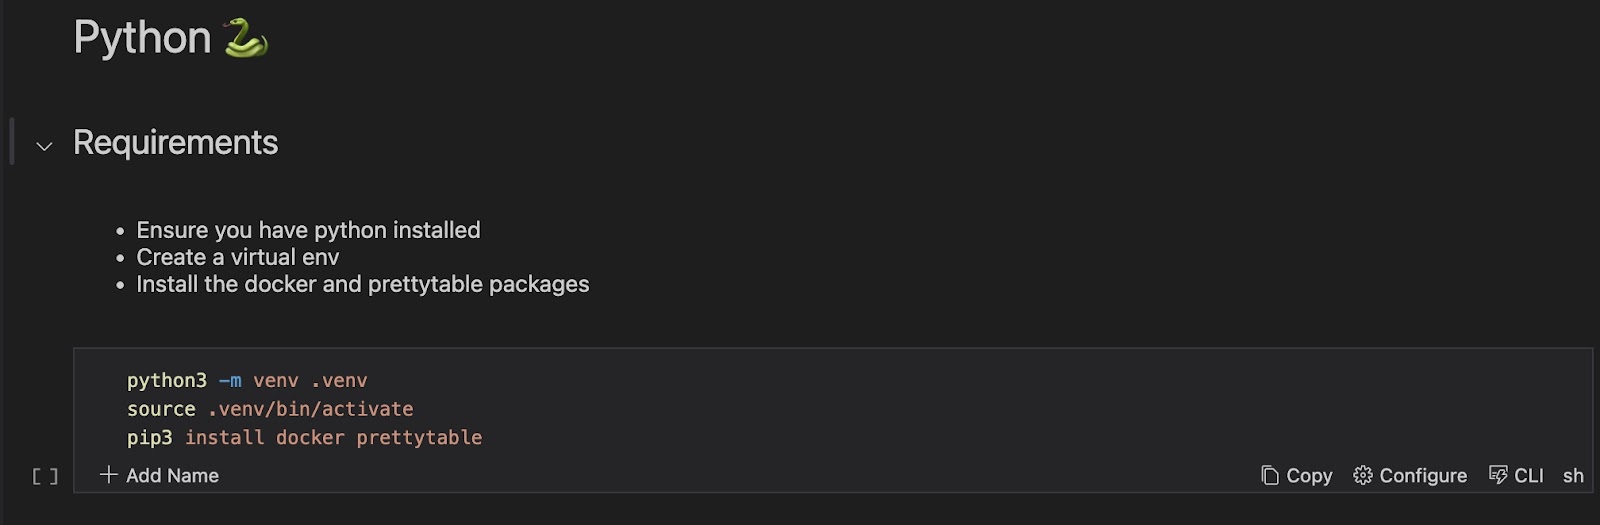 Python 🐍
Requirements
• Ensure you have python installed
• Create a virtual env
• Install the docker and prettytable packages
python3 -m venv .venv
source .venv/bin/activate
pip3 install docker prettytable
[ ] + Add Name Copy Configure CLI sh